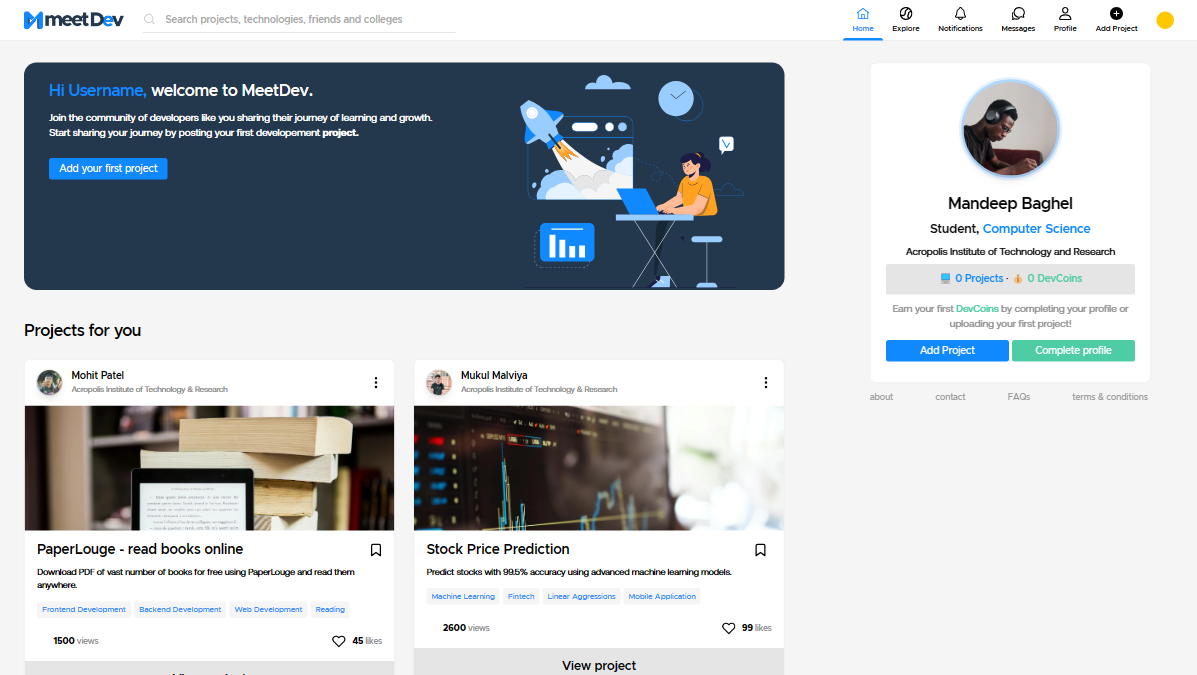 meetDev
Search projects, technologies, friends and colleges
Home
Explore
Notifications
Messages
Profile
Add Project
Hi Username, welcome to MeetDev.
Join the community of developers like you sharing their journey of learning and growth.
Start sharing your journey by posting your first developement project.
Add your first project
Mandeep Baghel
Student, Computer Science
Acropolis Institute of Technology and Research
0 Projects · 0 DevCoins
Earn your first DevCoins by completing your profile or
uploading your first project!
Add Project
Complete profile
about
contact
FAQs
terms & conditions
Projects for you
Mohit Patel
Acropolis Institute of Technology & Research
PaperLouge - read books online
Download PDF of vast number of books for free using PaperLouge and read them
anywhere.
Frontend Development
Backend Development
Web Development
Reading
1500 views
45 likes
Mukul Malviya
Acropolis Institute of Technology & Research
Stock Price Prediction
Predict stocks with 99.5% accuracy using advanced machine learning models.
Machine Learning
Fintech
Linear Aggressions
Mobile Application
2600 views
99 likes
View project